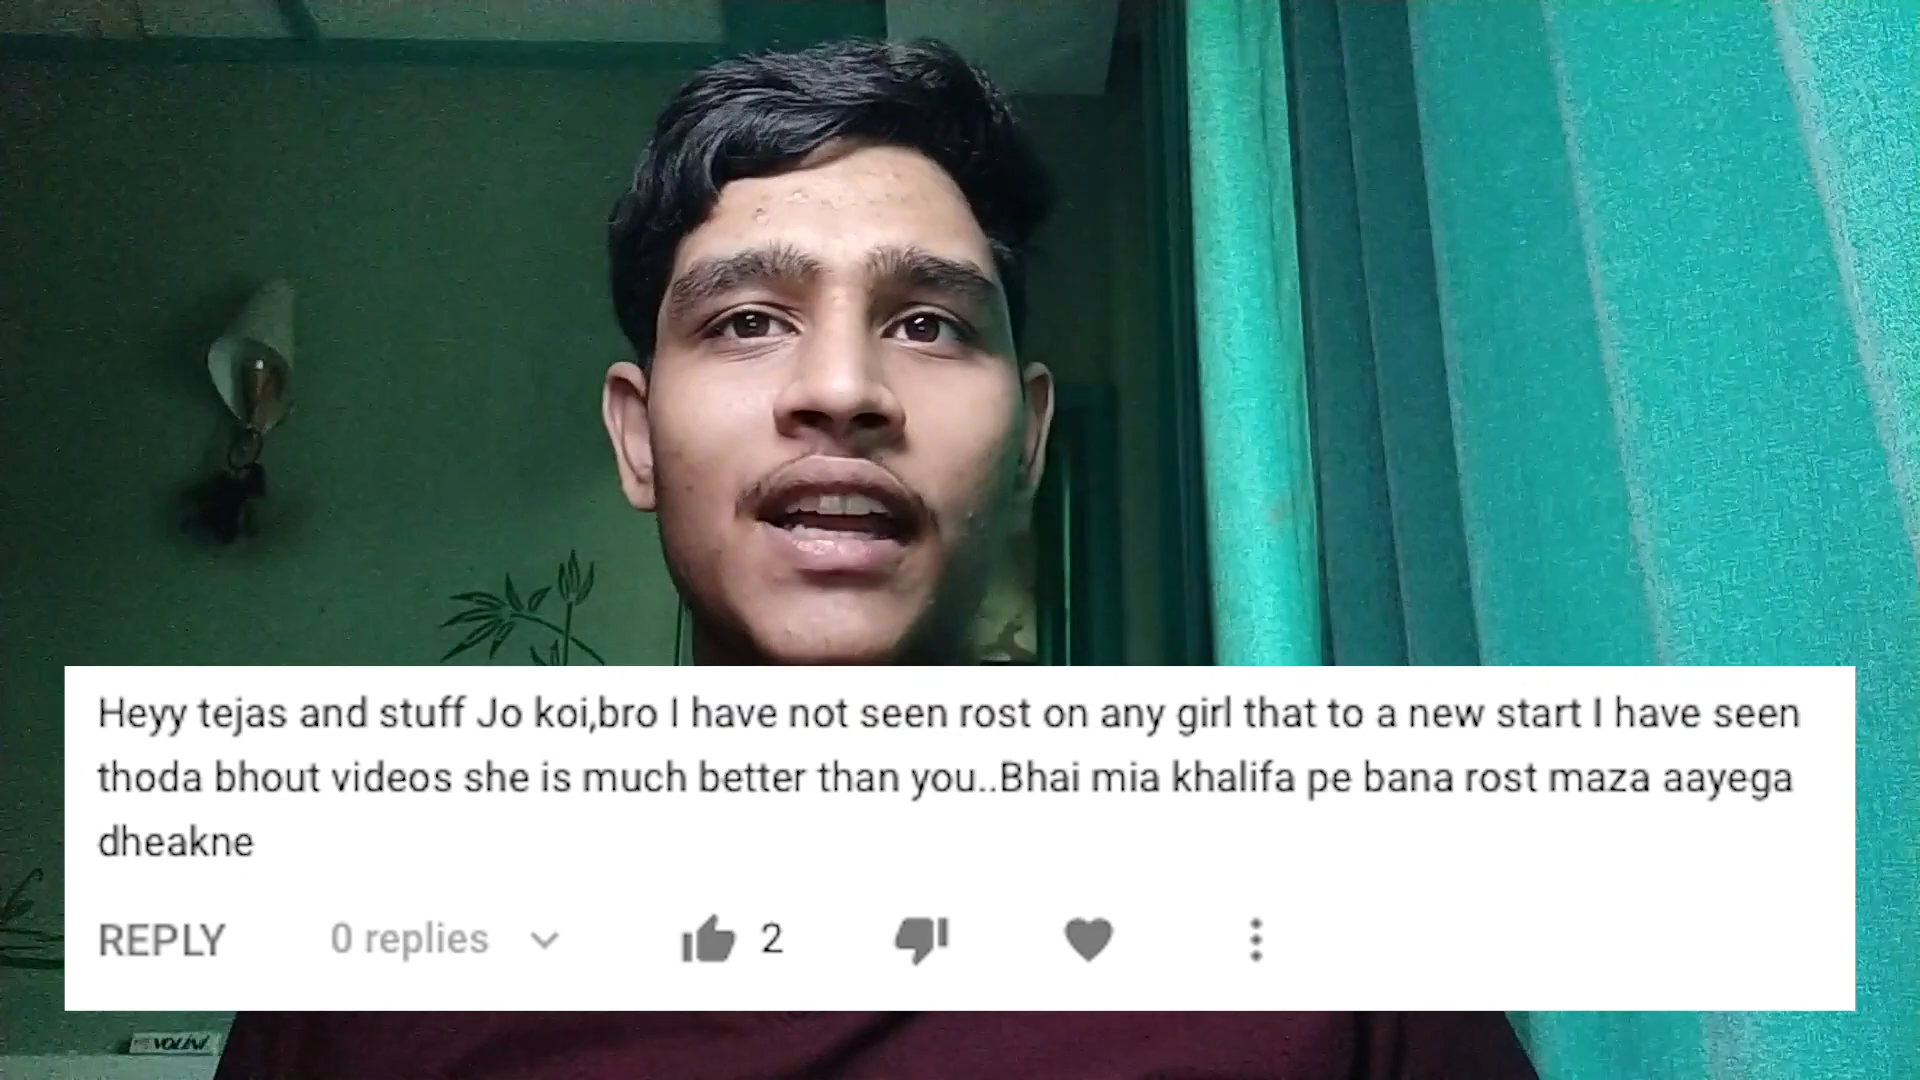 Heyy tejas and stuff Jo koi,bro I have not seen rost on any girl that to a new start I have seen
thoda bhout videos she is much better than you..Bhai mia khalifa pe bana rost maza aayega
dheakne
REPLY 0 replies 2
VOLINI